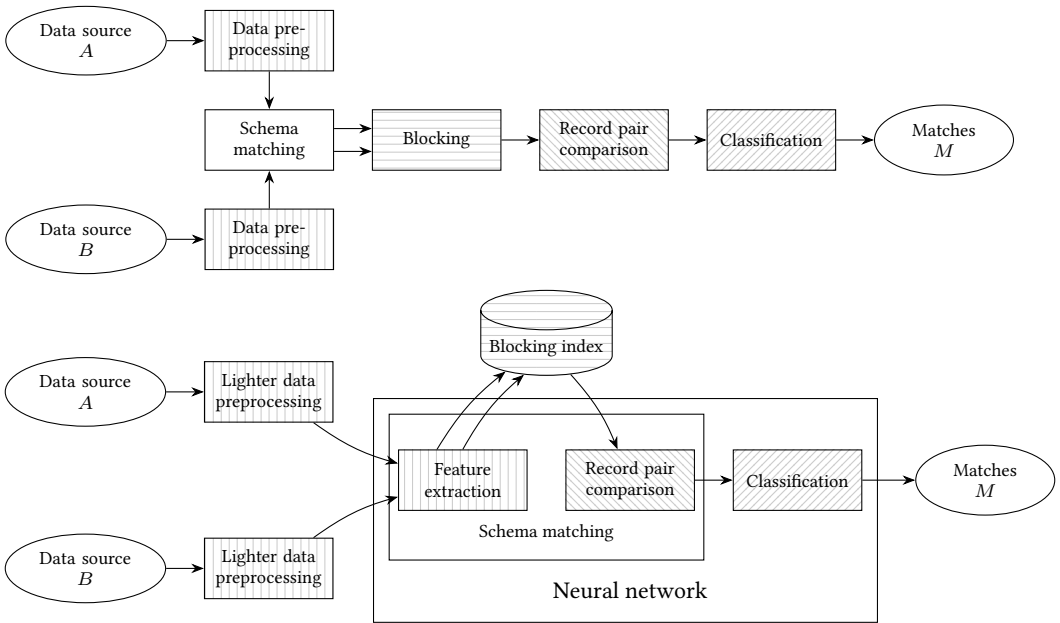 Data source
A
Data pre-
processing
Schema
matching
Blocking
Record pair
comparison
Classification
Matches
M
Data source
B
Data pre-
processing
Blocking index
Data source
A
Lighter data
preprocessing
Feature
extraction
Record pair
comparison
Classification
Matches
M
Schema matching
Data source
B
Lighter data
preprocessing
Neural network